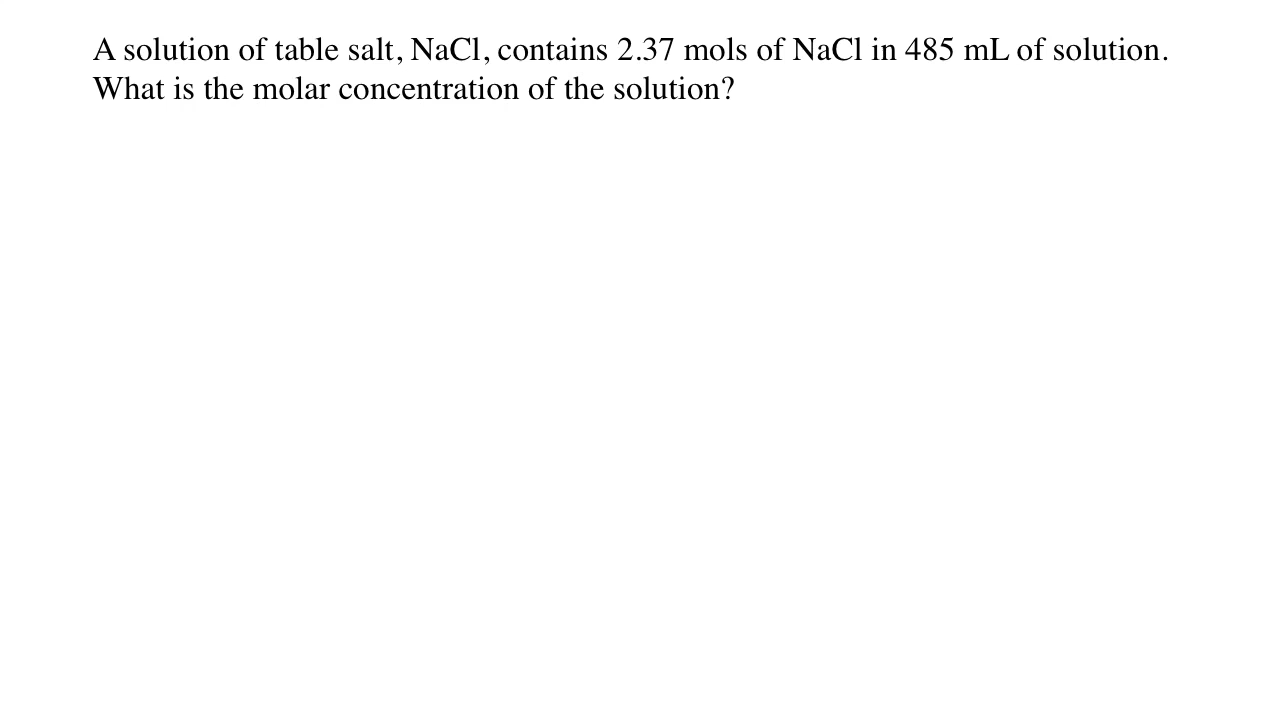 A solution of table salt, NaCl, contains 2.37 mols of NaCl in 485 mL of solution.
What is the molar concentration of the solution?